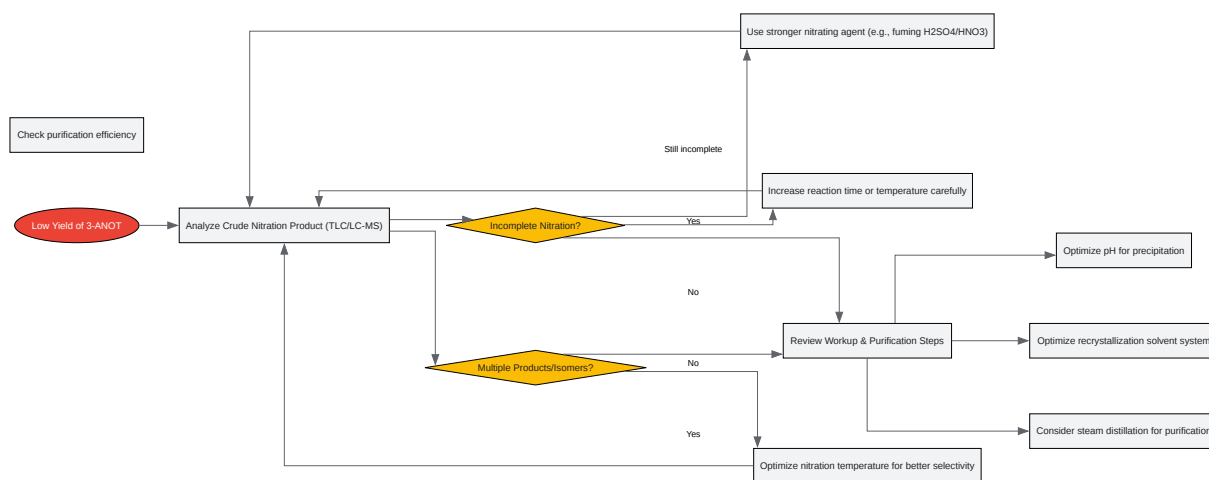 Use stronger nitrating agent (e.g., fuming H2SO4/HNO3)
Check purification efficiency
Still incomplete
Increase reaction time or temperature carefully
Low Yield of 3-ANOT
Analyze Crude Nitration Product (TLC/LC-MS)
Incomplete Nitration?
Yes
Optimize pH for precipitation
No
Review Workup & Purification Steps
Optimize recrystallization solvent system
Multiple Products/Isomers?
No
Yes
Consider steam distillation for purification
Optimize nitration temperature for better selectivity